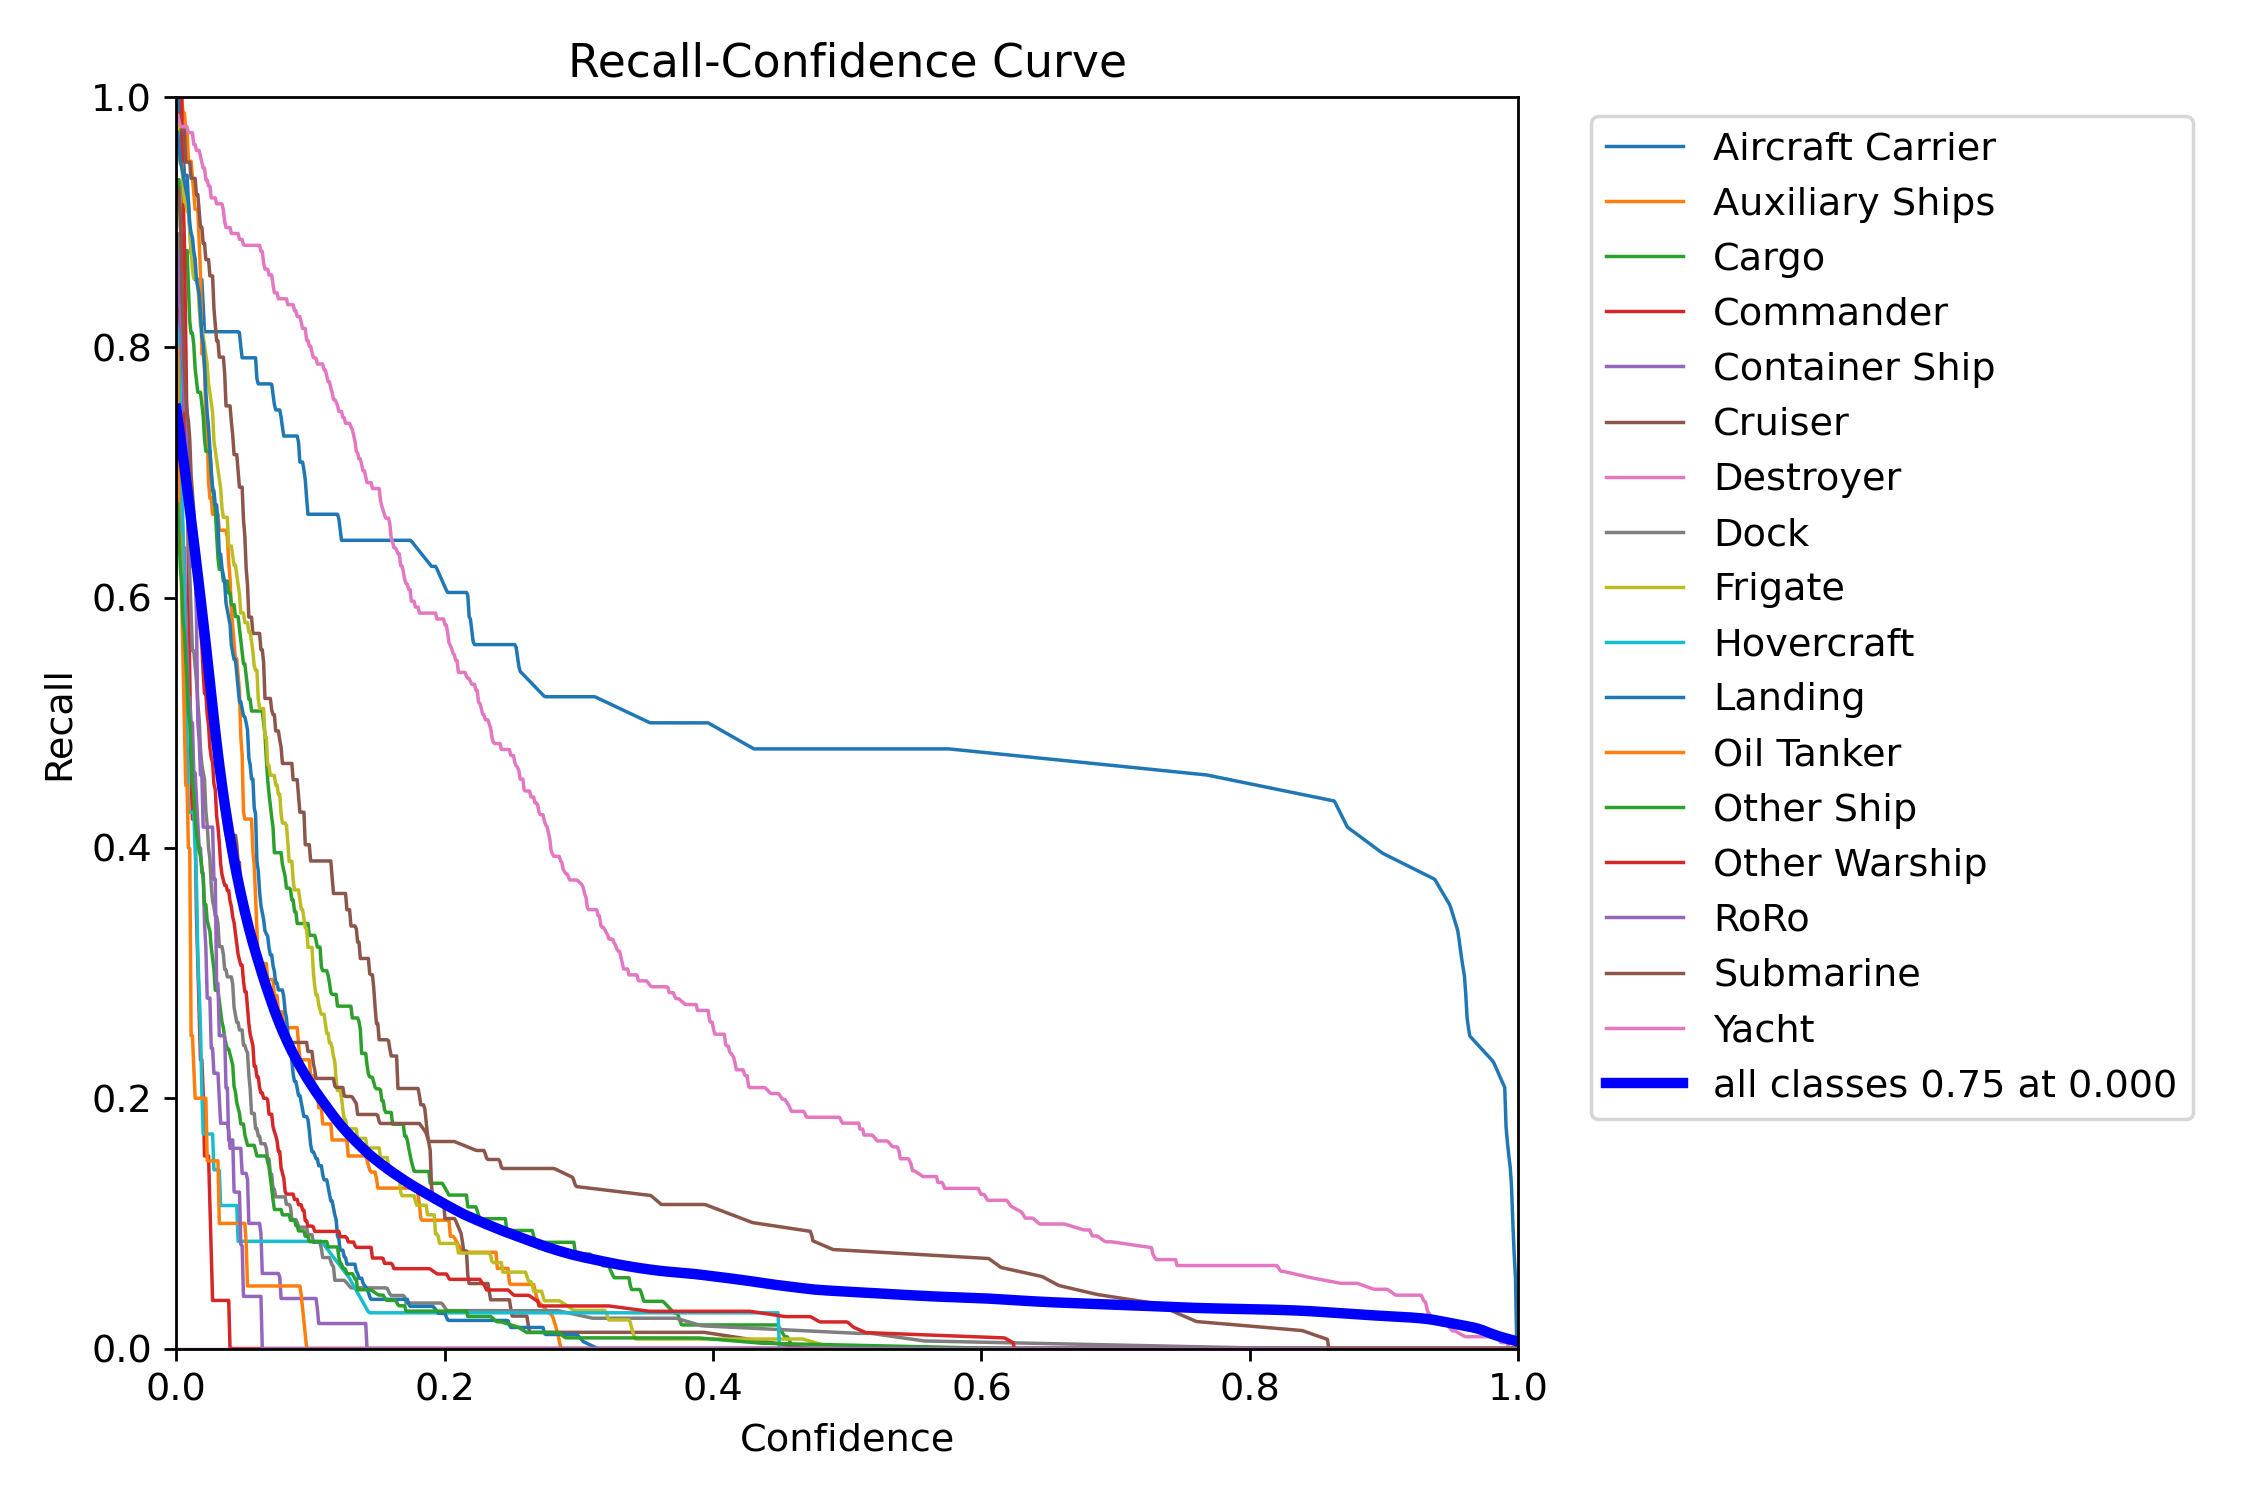 Recall-Confidence Curve
1.0
0.8
0.6
0.4
0.2
0.0
Recall
0.0 0.2 0.4 0.6 0.8 1.0
Confidence
Aircraft Carrier
Auxiliary Ships
Cargo
Commander
Container Ship
Cruiser
Destroyer
Dock
Frigate
Hovercraft
Landing
Oil Tanker
Other Ship
Other Warship
RoRo
Submarine
Yacht
all classes 0.75 at 0.000